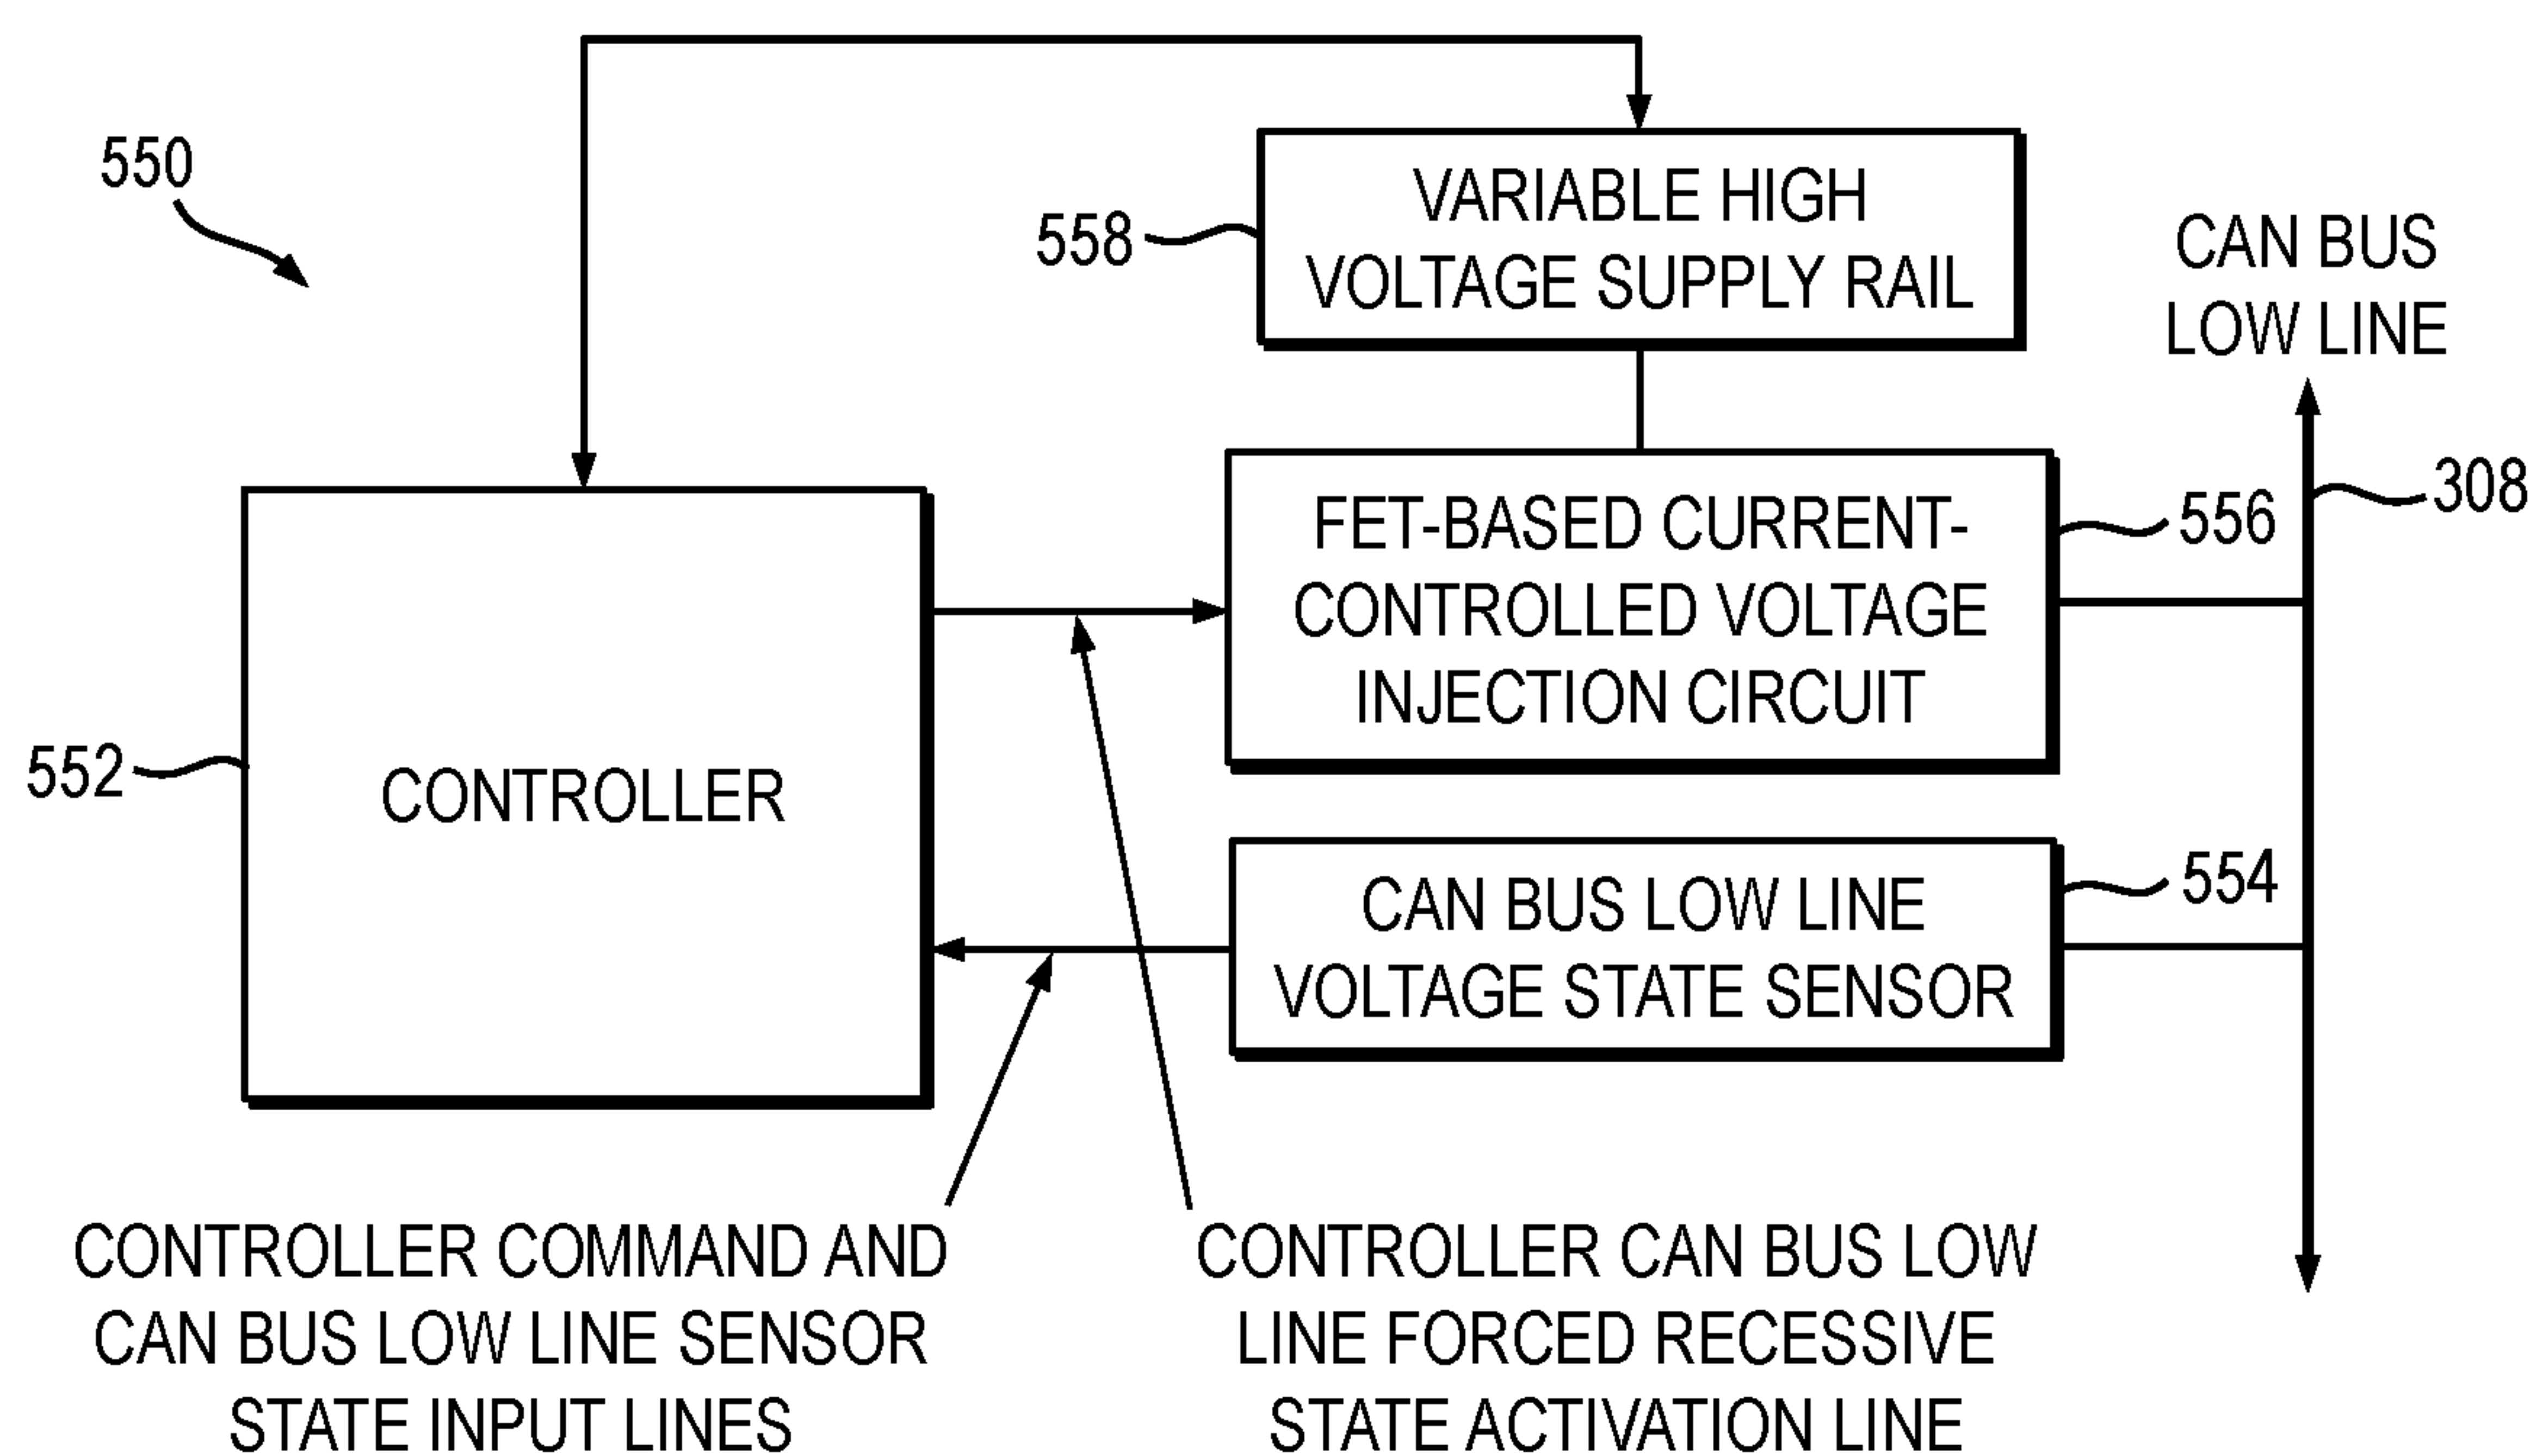 550
558
VARIABLE HIGH
VOLTAGE SUPPLY RAIL
CAN BUS
LOW LINE
308
FET-BASED CURRENT-
CONTROLLED VOLTAGE
INJECTION CIRCUIT
556
552
CONTROLLER
CAN BUS LOW LINE
VOLTAGE STATE SENSOR
554
CONTROLLER COMMAND AND
CAN BUS LOW LINE SENSOR
STATE INPUT LINES
CONTROLLER CAN BUS LOW
LINE FORCED RECESSIVE
STATE ACTIVATION LINE